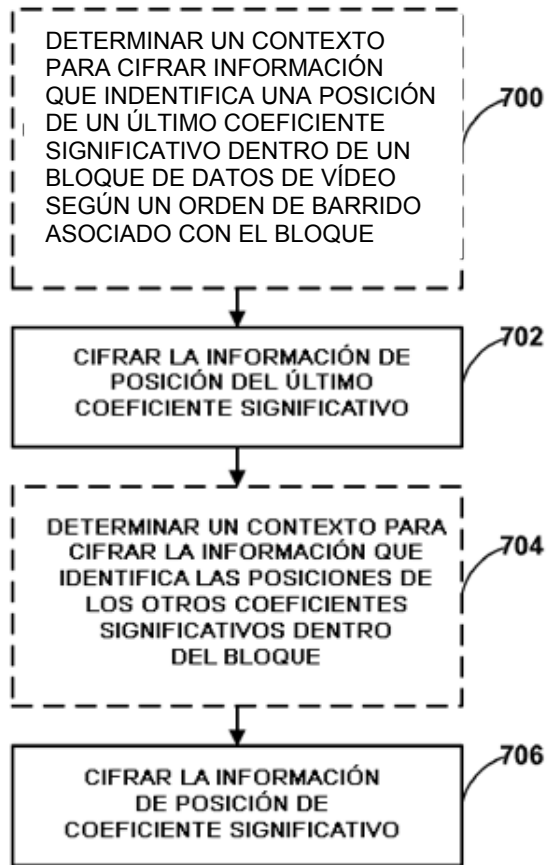 DETERMINAR UN CONTEXTO
PARA CIFRAR INFORMACIÓN
QUE INDENTIFICA UNA POSICIÓN
DE UN ÚLTIMO COEFICIENTE
SIGNIFICATIVO DENTRO DE UN
BLOQUE DE DATOS DE VÍDEO
SEGÚN UN ORDEN DE BARRIDO
ASOCIADO CON EL BLOQUE
700
CIFRAR LA INFORMACIÓN DE
POSICIÓN DEL ÚLTIMO
COEFICIENTE SIGNIFICATIVO
702
DETERMINAR UN CONTEXTO PARA
CIFRAR LA INFORMACIÓN QUE
IDENTIFICA LAS POSICIONES DE
LOS OTROS COEFICIENTES
SIGNIFICATIVOS DENTRO
DEL BLOQUE
704
CIFRAR LA INFORMACIÓN
DE POSICIÓN DE
COEFICIENTE SIGNIFICATIVO
706